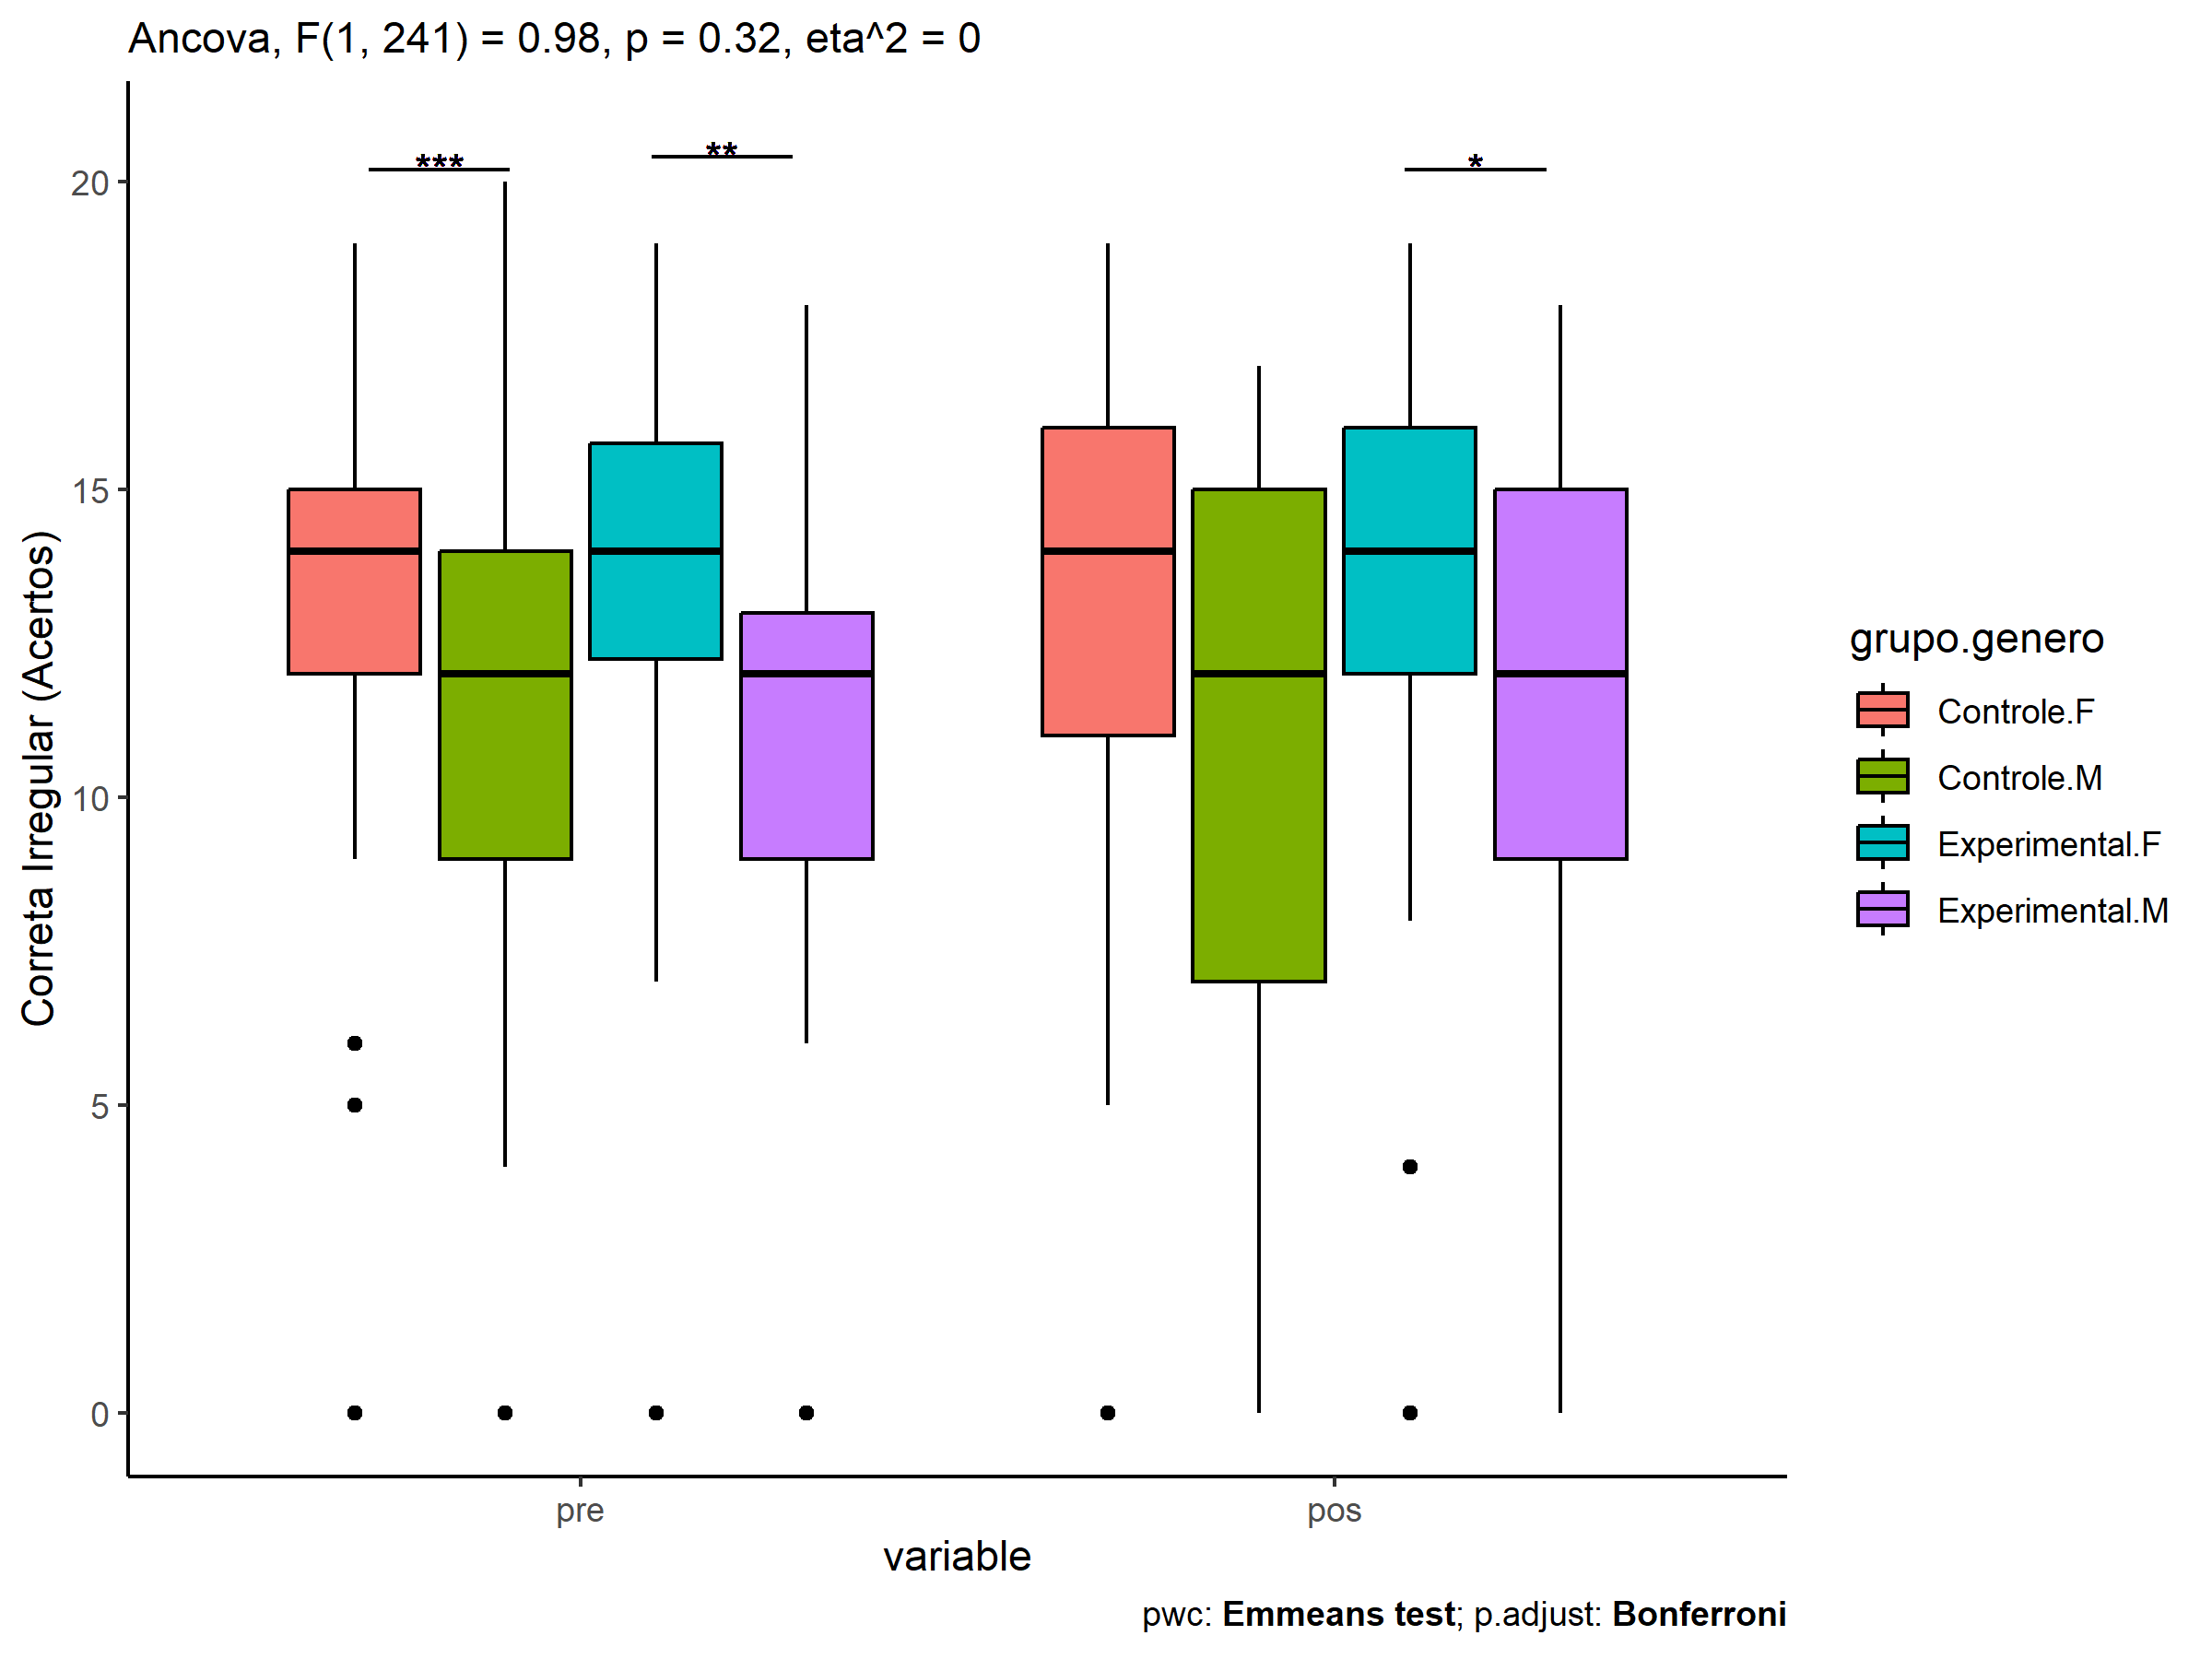 Ancova, F(1, 241) = 0.98, p = 0.32, eta^2 = 0
*** ** *
20
15
10
5
0
Correta Irregular (Acertos)
pre pos
variable
grupo.genero
Controle.F
Controle.M
Experimental.F
Experimental.M
pwc: Emmeans test; p.adjust: Bonferroni